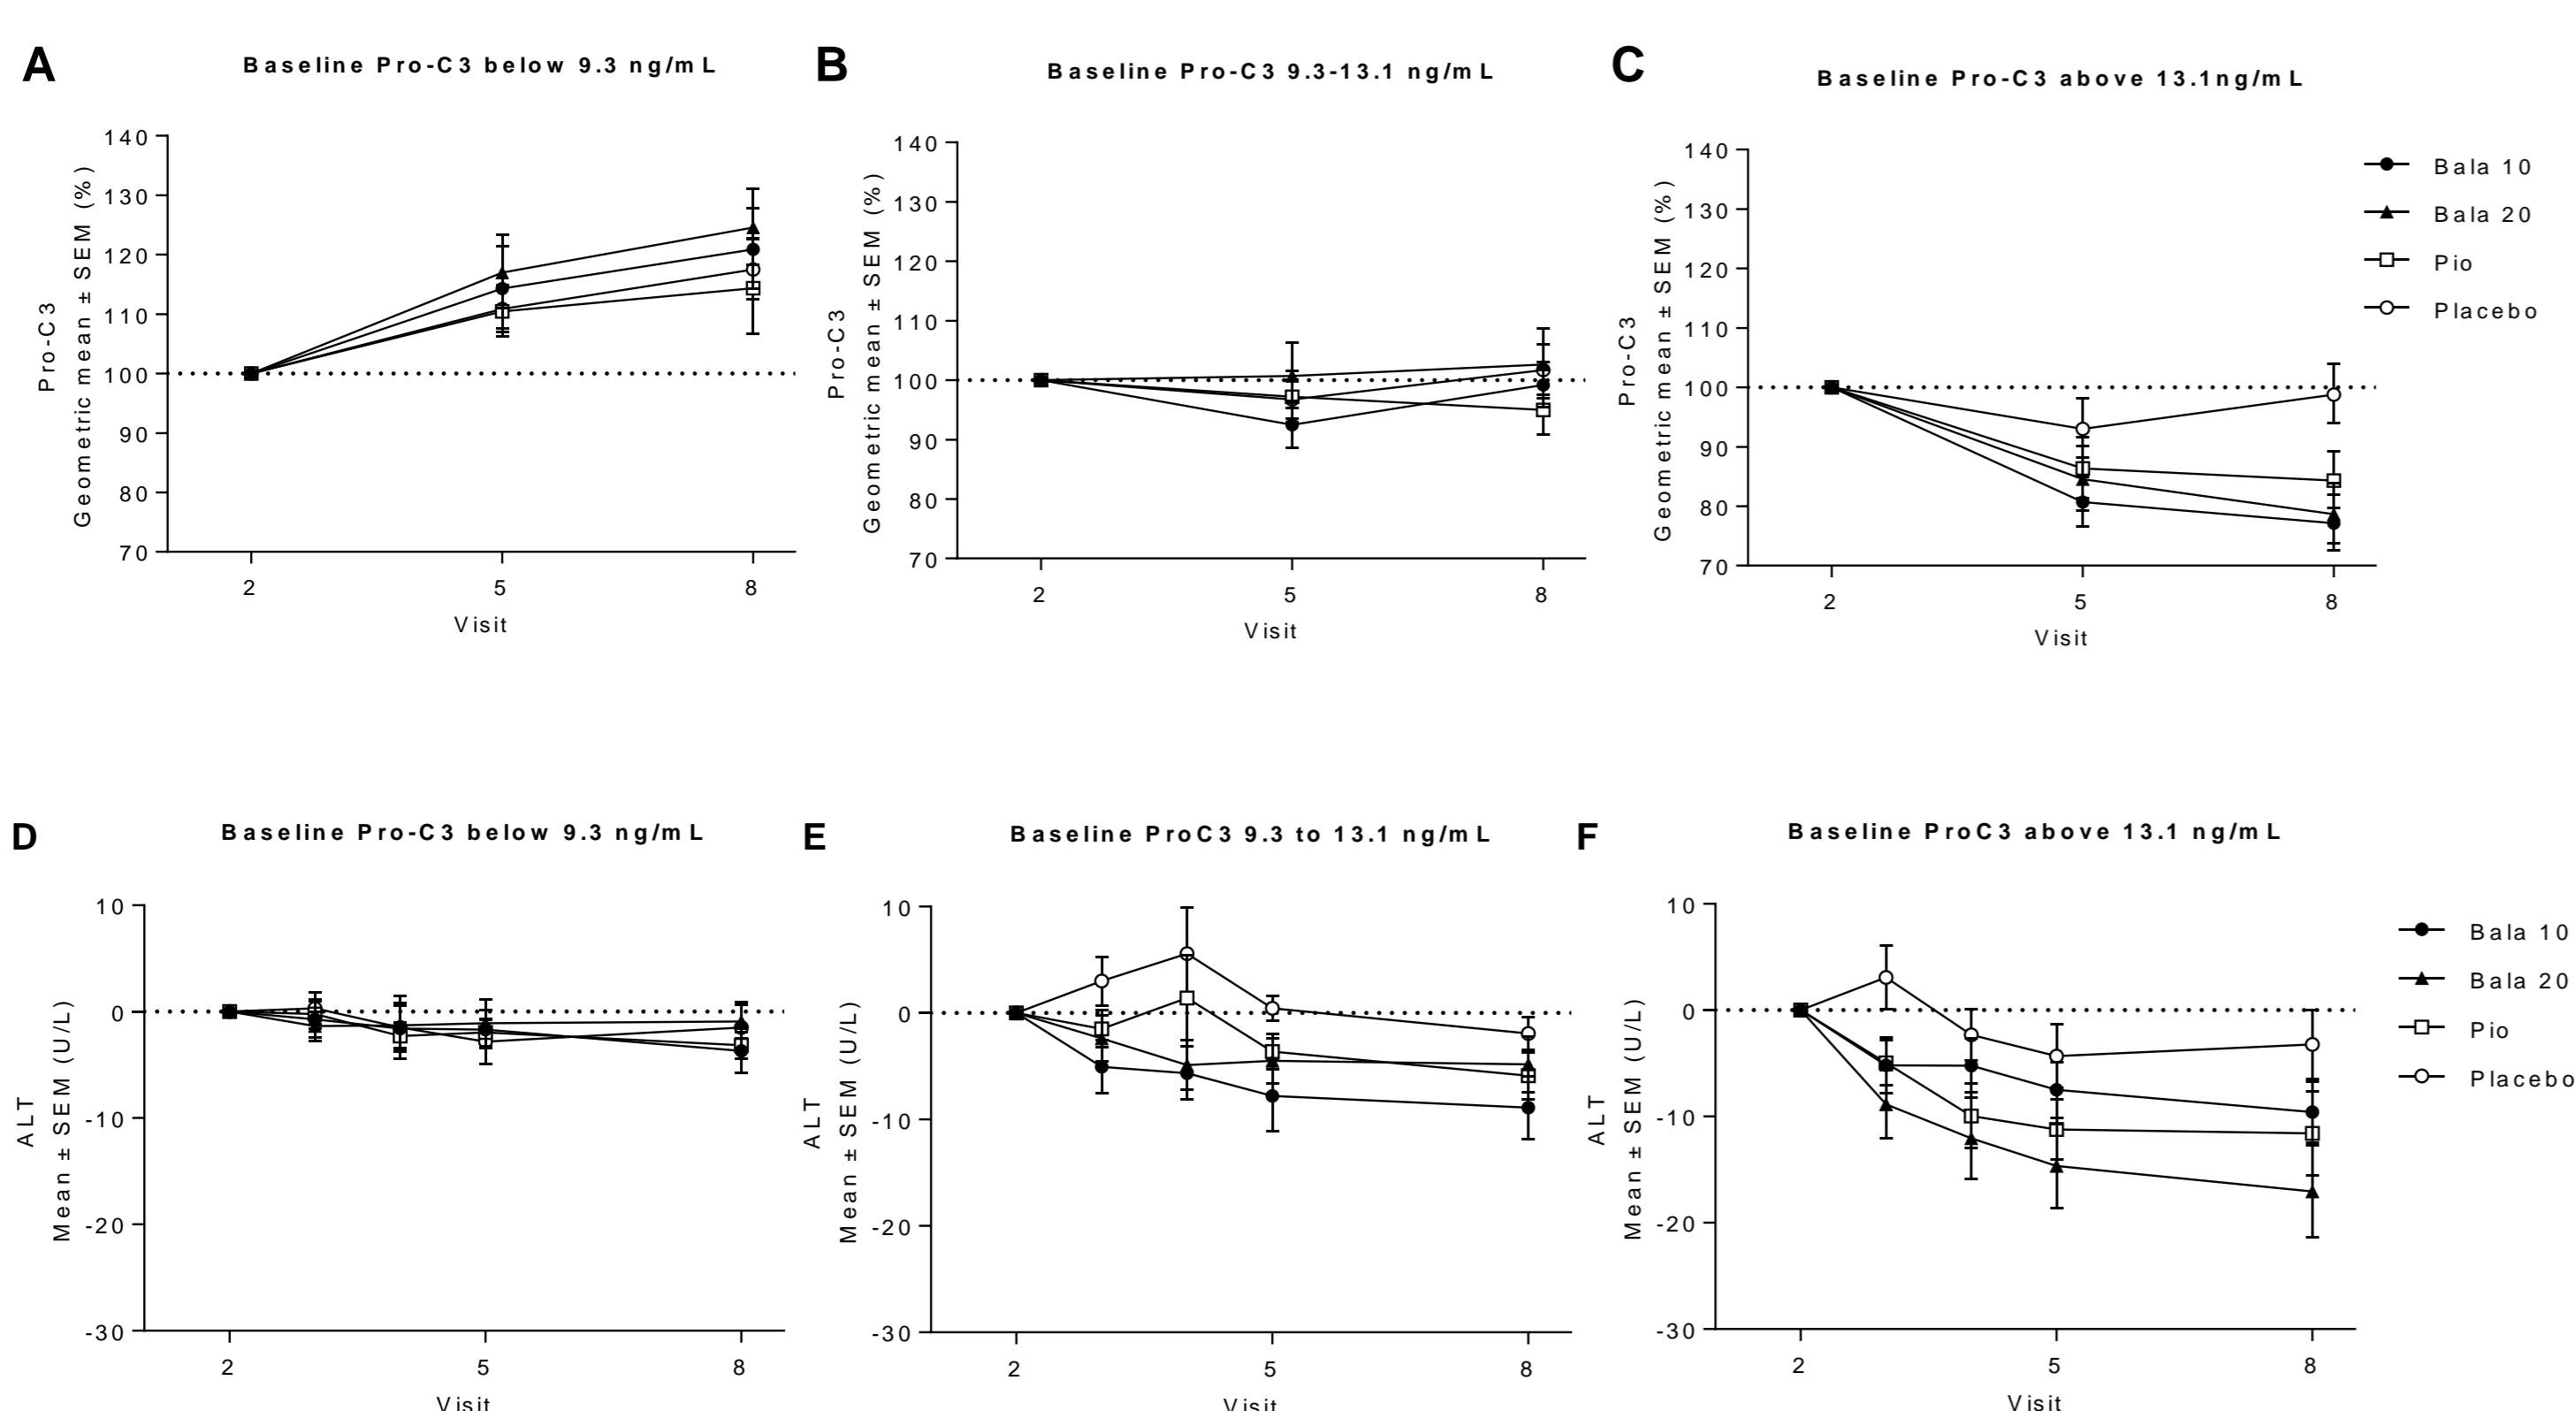 A
Baseline Pro-C3 below 9.3 ng/mL
Pro-C3
Geometric mean ± SEM (%)
140
130
120
110
100
90
80
70
2
5
8
Visit
B
Baseline Pro-C3 9.3-13.1 ng/mL
Pro-C3
Geometric mean ± SEM (%)
140
130
120
110
100
90
80
70
2
5
8
Visit
C
Baseline Pro-C3 above 13.1ng/mL
Pro-C3
Geometric mean ± SEM (%)
140
130
120
110
100
90
80
70
2
5
8
Visit
Bala 10
Bala 20
Pio
Placebo
D
Baseline Pro-C3 below 9.3 ng/mL
ALT
Mean ± SEM (U/L)
10
0
-10
-20
-30
2
5
8
Visit
E
Baseline ProC3 9.3 to 13.1 ng/mL
ALT
Mean ± SEM (U/L)
10
0
-10
-20
-30
2
5
8
Visit
F
Baseline ProC3 above 13.1 ng/mL
ALT
Mean ± SEM (U/L)
10
0
-10
-20
-30
2
5
8
Visit
Bala 10
Bala 20
Pio
Placebo